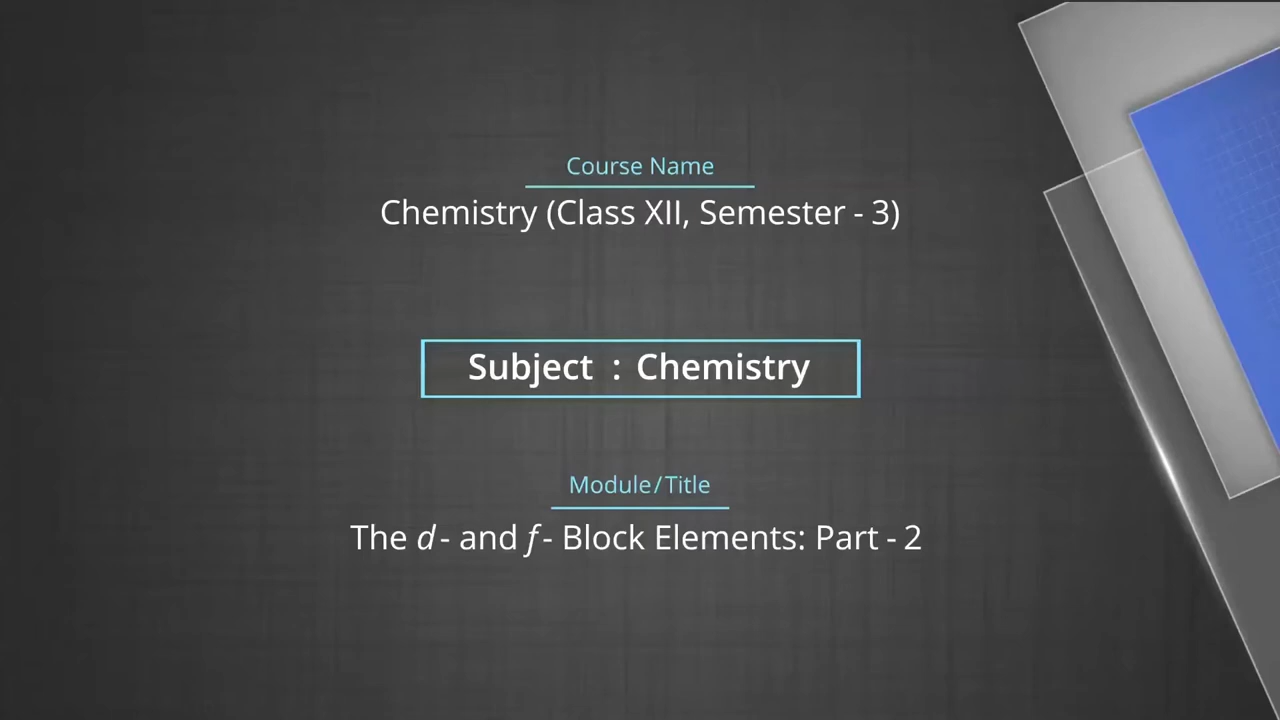 Course Name
Chemistry (Class XII, Semester - 3)
Subject : Chemistry
Module/Title
The d- and f- Block Elements: Part - 2